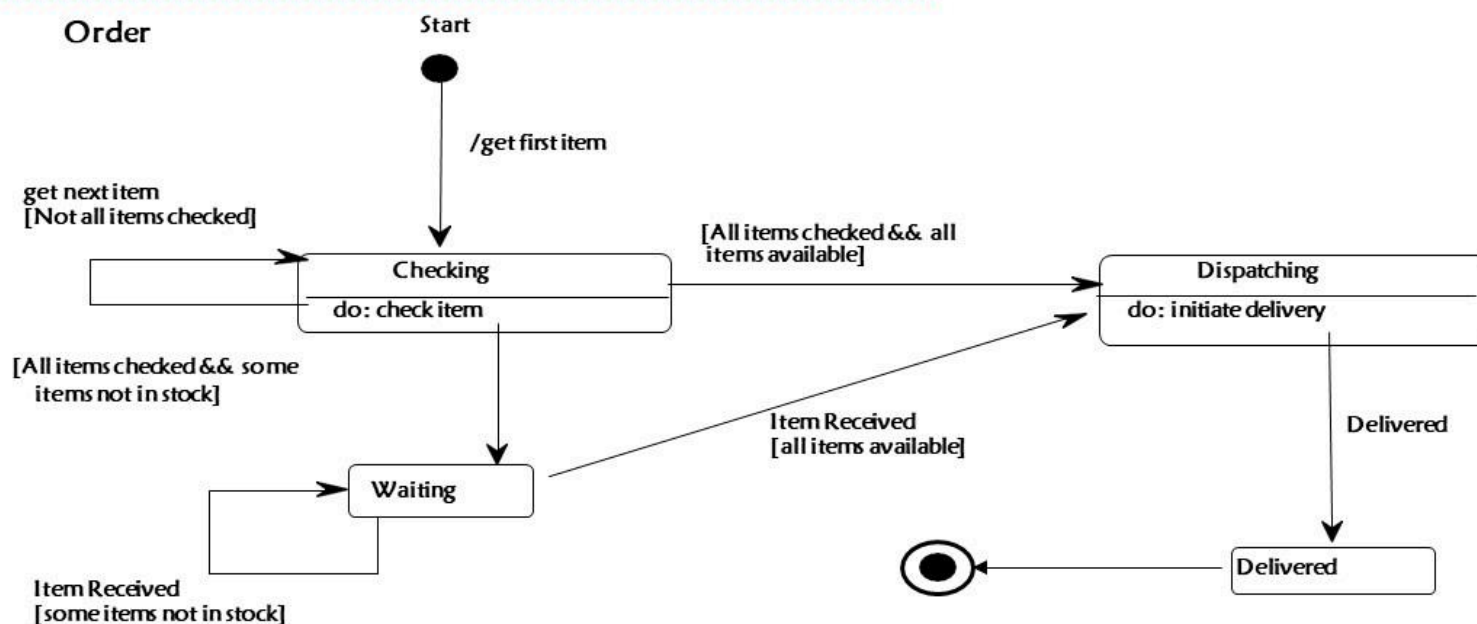 Order
Start
/get first item
get next item
[Not all items checked]
[All items checked && all
items available]
Checking
do: check item
Dispatching
do: initiate delivery
[All items checked && some
items not in stock]
Item Received
[all items available]
Delivered
Waiting
Delivered
Item Received
[some items not in stock]